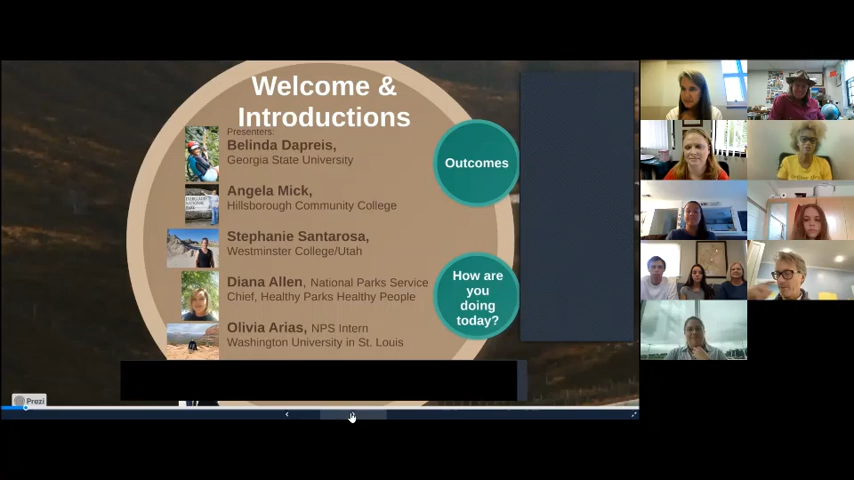 Welcome &
Introductions
Presenters:
Belinda Dapreis,
Georgia State University
Angela Mick,
Hillsborough Community College
Stephanie Santarosa,
Westminster College/Utah
Diana Allen, National Parks Service
Chief, Healthy Parks Healthy People
Olivia Arias, NPS Intern
Washington University in St. Louis
Outcomes
How are
you
doing
today?
Prezi